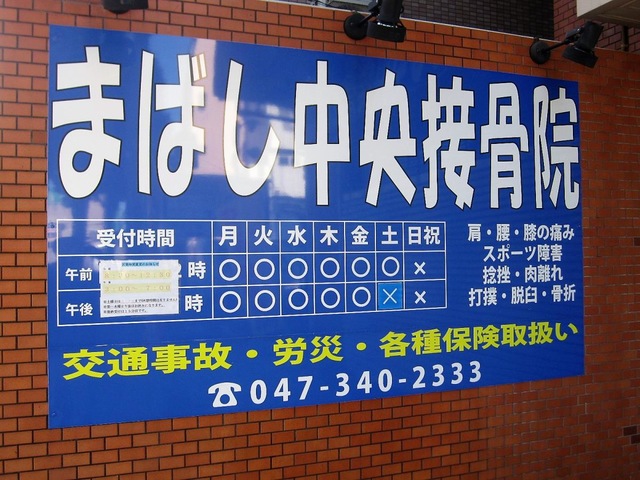 まばし中央接骨院
受付時間 月 火 水 木 金 土 日祝
午前 時 ○ ○ ○ ○ ○ ○ ×
午後 時 ○ ○ ○ ○ ○ × ×
肩・腰・膝の痛み
スポーツ障害
捻挫・肉離れ
打撲・脱臼・骨折
交通事故・労災・各種保険取扱い
☎047-340-2333